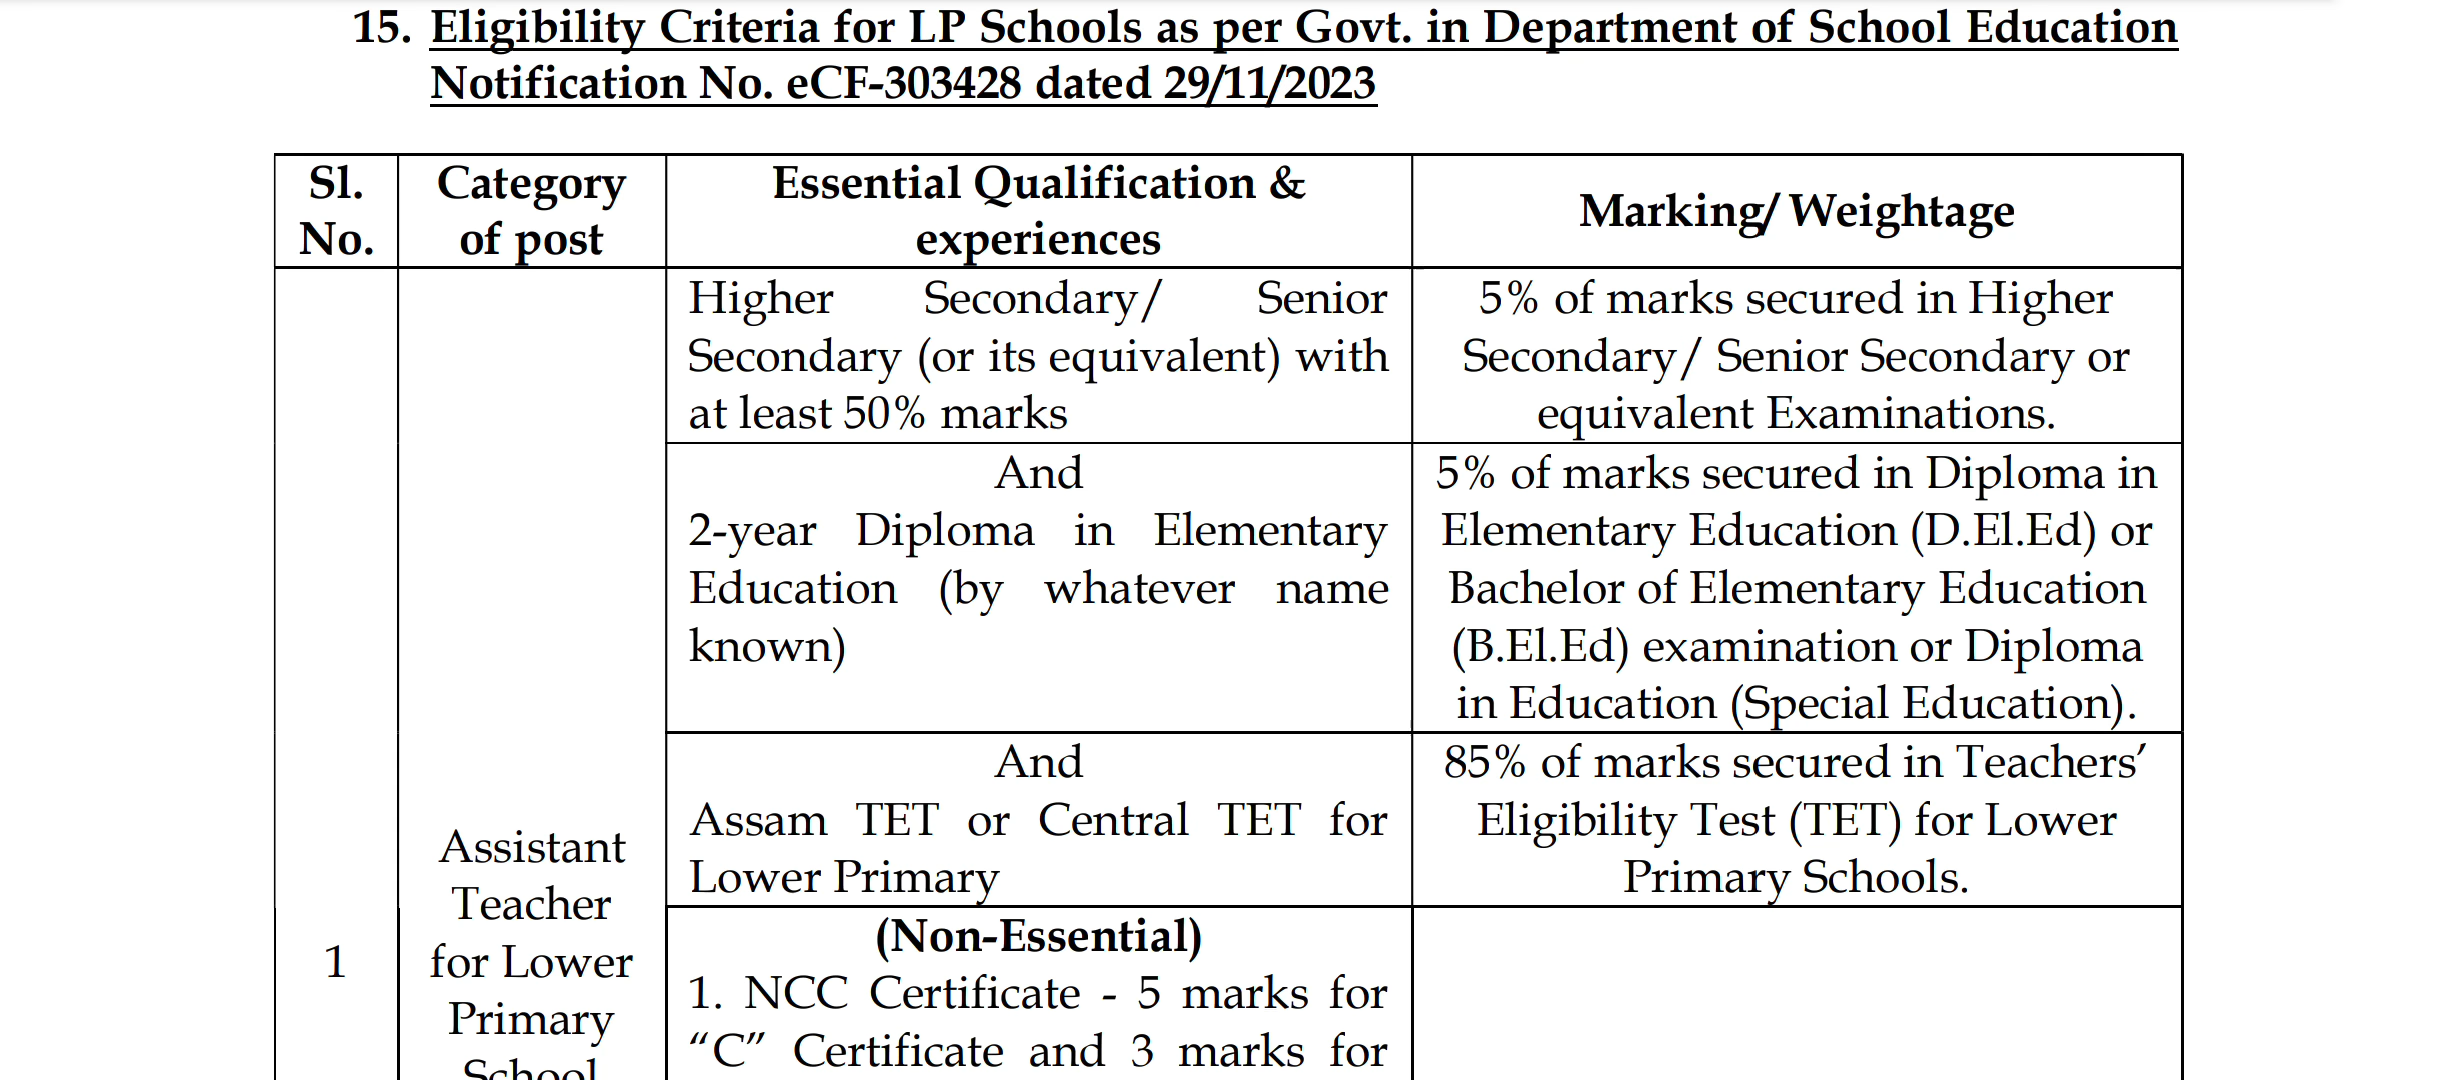 15. Eligibility Criteria for LP Schools as per Govt. in Department of School Education
Notification No. eCF-303428 dated 29/11/2023
Sl.
No.
Category
of post
Essential Qualification &
experiences
Marking/ Weightage
Higher Secondary/ Senior
Secondary (or its equivalent) with
at least 50% marks
5% of marks secured in Higher
Secondary/ Senior Secondary or
equivalent Examinations.
And
2-year Diploma in Elementary
Education (by whatever name
known)
5% of marks secured in Diploma in
Elementary Education (D.El.Ed) or
Bachelor of Elementary Education
(B.El.Ed) examination or Diploma
in Education (Special Education).
And
Assam TET or Central TET for
Lower Primary
85% of marks secured in Teachers’
Eligibility Test (TET) for Lower
Primary Schools.
1
Assistant
Teacher
for Lower
Primary
School
(Non-Essential)
1. NCC Certificate - 5 marks for
“C” Certificate and 3 marks for